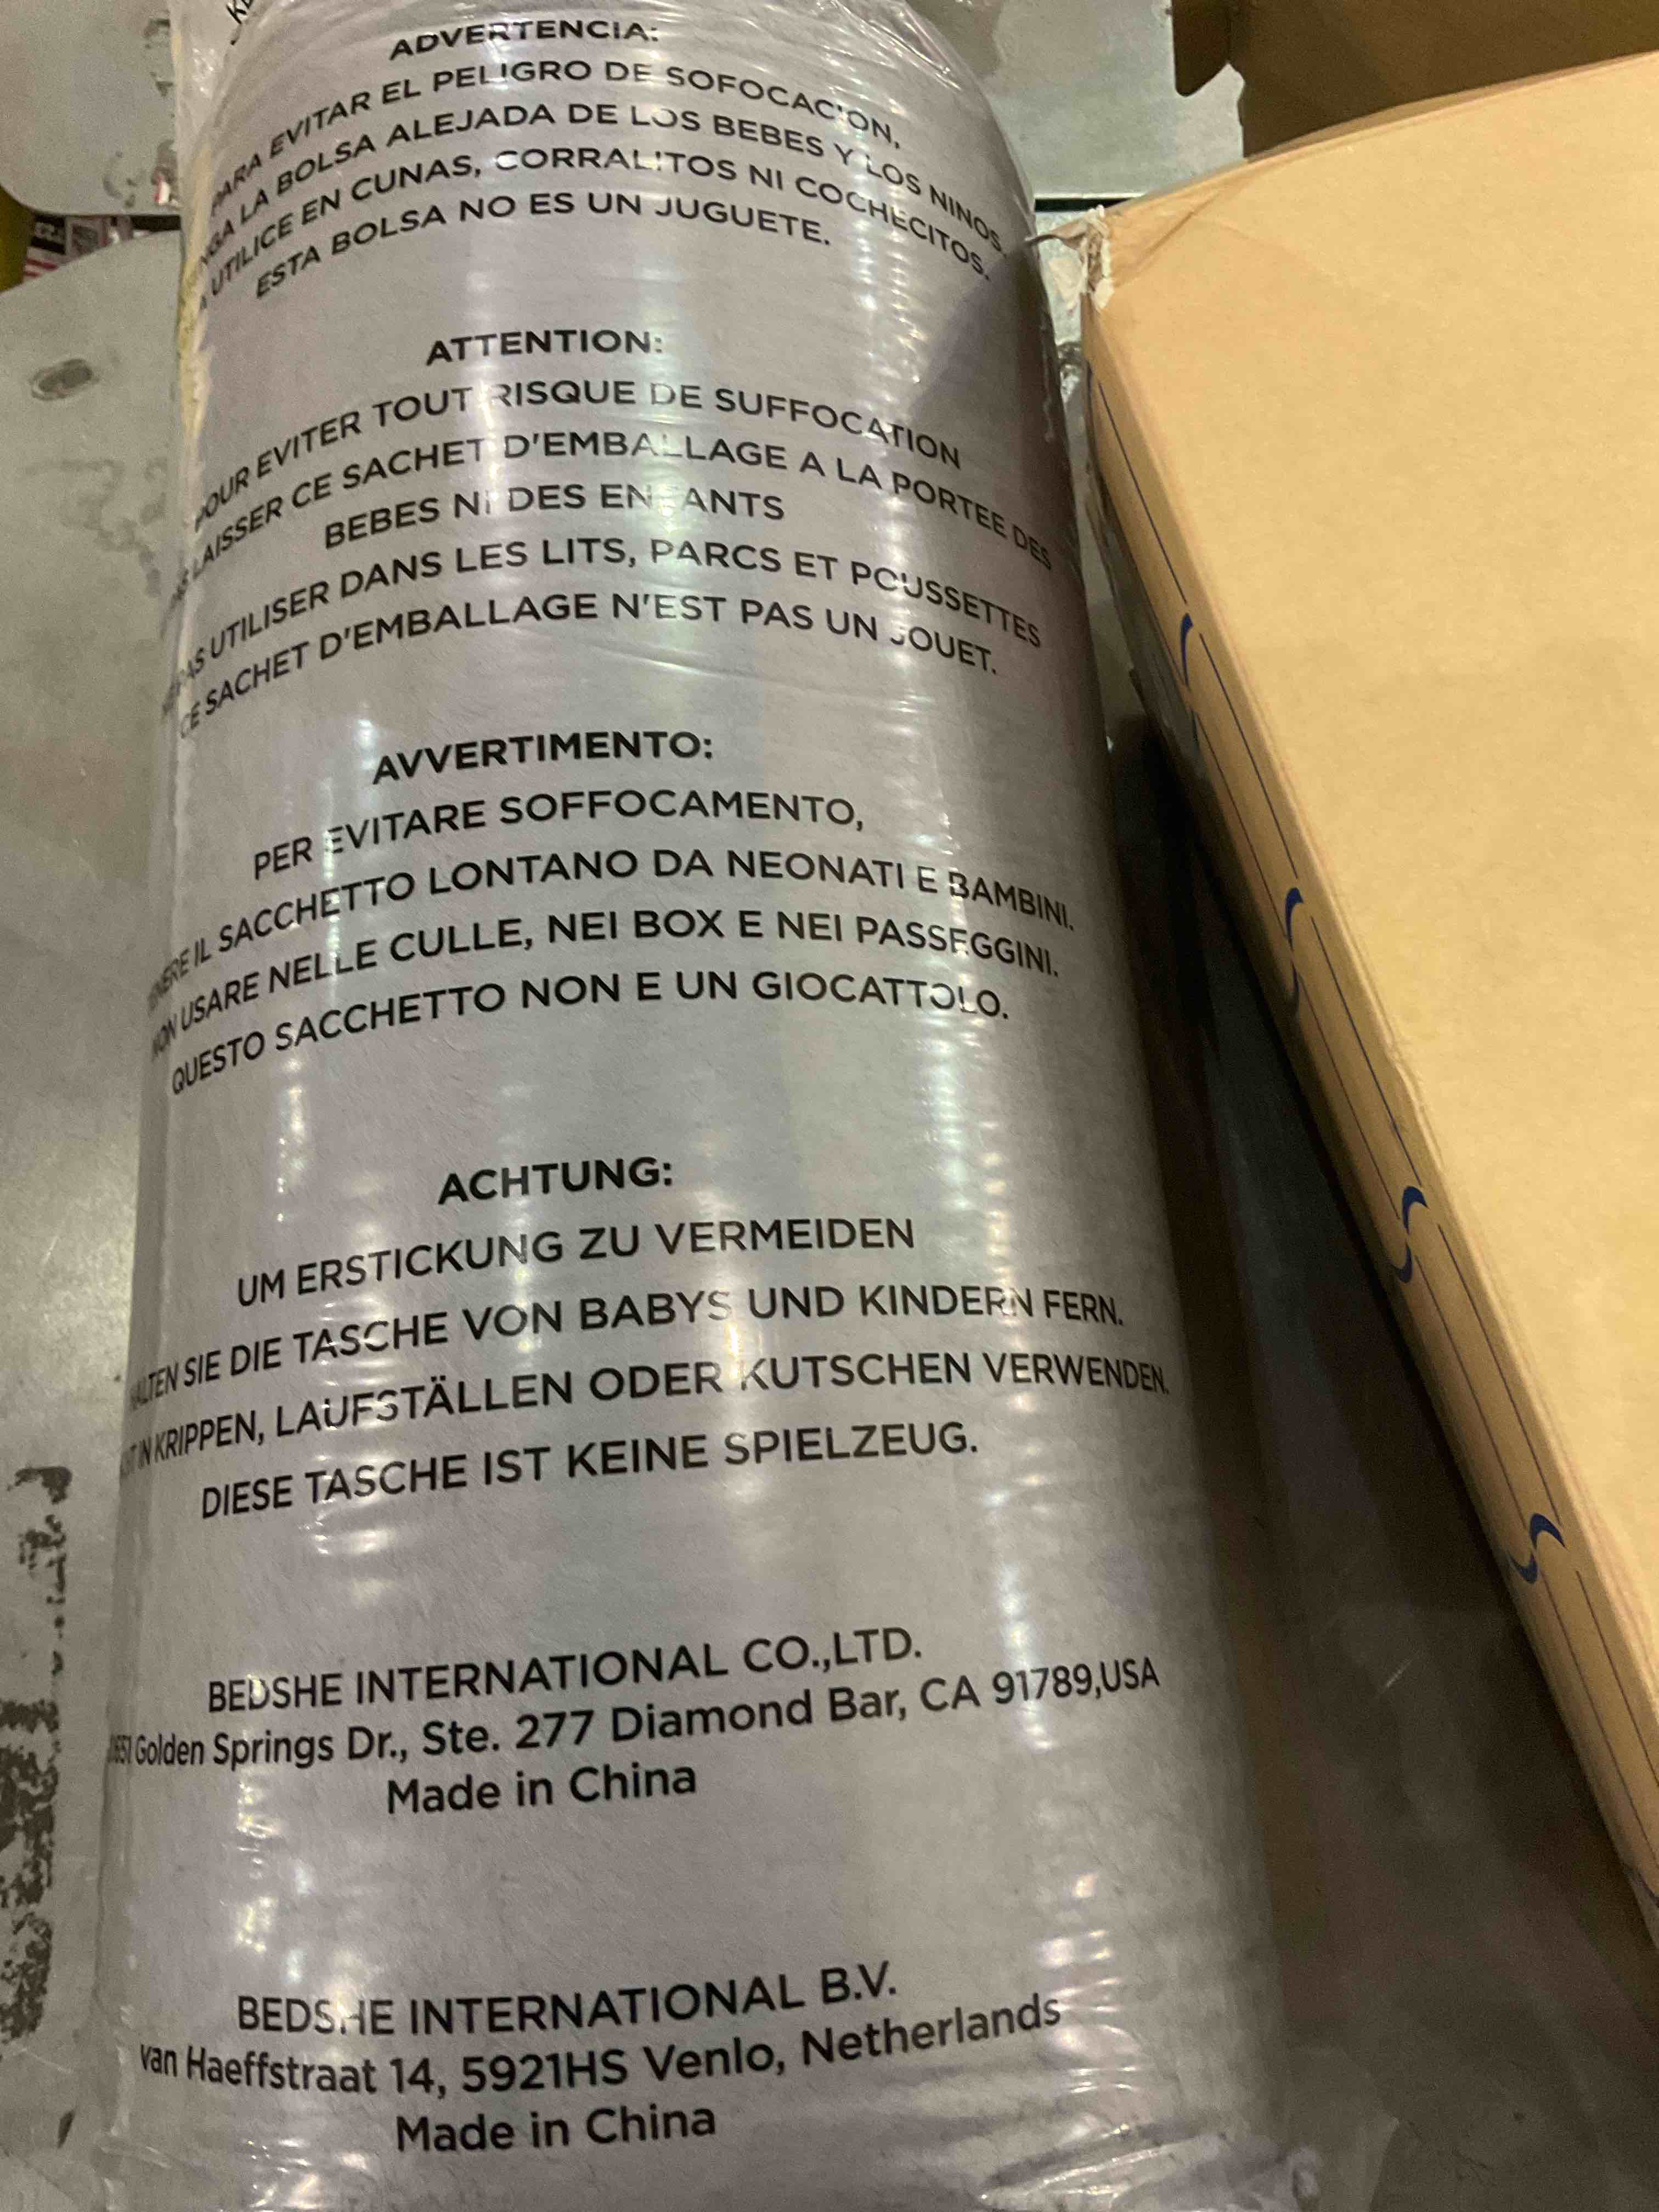 ADVERTENCIA:
PARA EVITAR EL PELIGRO DE SOFOCACION,
LA BOLSA ALEJADA DE LOS BEBES Y LOS NINOS.
UTILICE EN CUNAS, CORRALITOS NI COCHECITOS.
ESTA BOLSA NO ES UN JUGUETE.
ATTENTION:
POUR EVITER TOUT RISQUE DE SUFFOCATION
LAISSER CE SACHET D'EMBALLAGE A LA PORTEE DES
BEBES NI DES ENFANTS
PAS UTILISER DANS LES LITS, PARCS ET POUSSETTES
CE SACHET D'EMBALLAGE N'EST PAS UN JOUET.
AVVERTIMENTO:
PER EVITARE SOFFOCAMENTO,
TENERE IL SACCHETTO LONTANO DA NEONATI E BAMBINI.
NON USARE NELLE CULLE, NEI BOX E NEI PASSEGGINI.
QUESTO SACCHETTO NON E UN GIOCATTOLO.
ACHTUNG:
UM ERSTICKUNG ZU VERMEIDEN
HALTEN SIE DIE TASCHE VON BABYS UND KINDERN FERN.
IN KRIPPEN, LAUFSTÄLLEN ODER KUTSCHEN VERWENDEN.
DIESE TASCHE IST KEINE SPIELZEUG.
BEDSHE INTERNATIONAL CO.,LTD.
Golden Springs Dr., Ste. 277 Diamond Bar, CA 91789,USA
Made in China
BEDSHE INTERNATIONAL B.V.
van Haeffstraat 14, 5921HS Venlo, Netherlands
Made in China